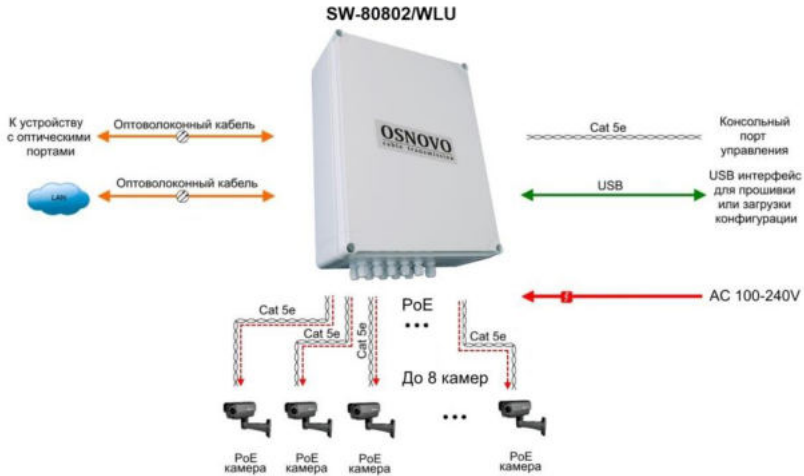 SW-80802/WLU
К устройству
с оптическими
портами
Оптоволоконный кабель
OSNOVO
cable transmission
Cat 5e
Консольный
порт
управления
LAN
Оптоволоконный кабель
USB
USB интерфейс
для прошивки
или загрузки
конфигурации
AC 100-240V
Cat 5e
Cat 5e
Cat 5e
PoE
...
Cat 5e
До 8 камер
...
PoE
камера
PoE
камера
PoE
камера
PoE
камера